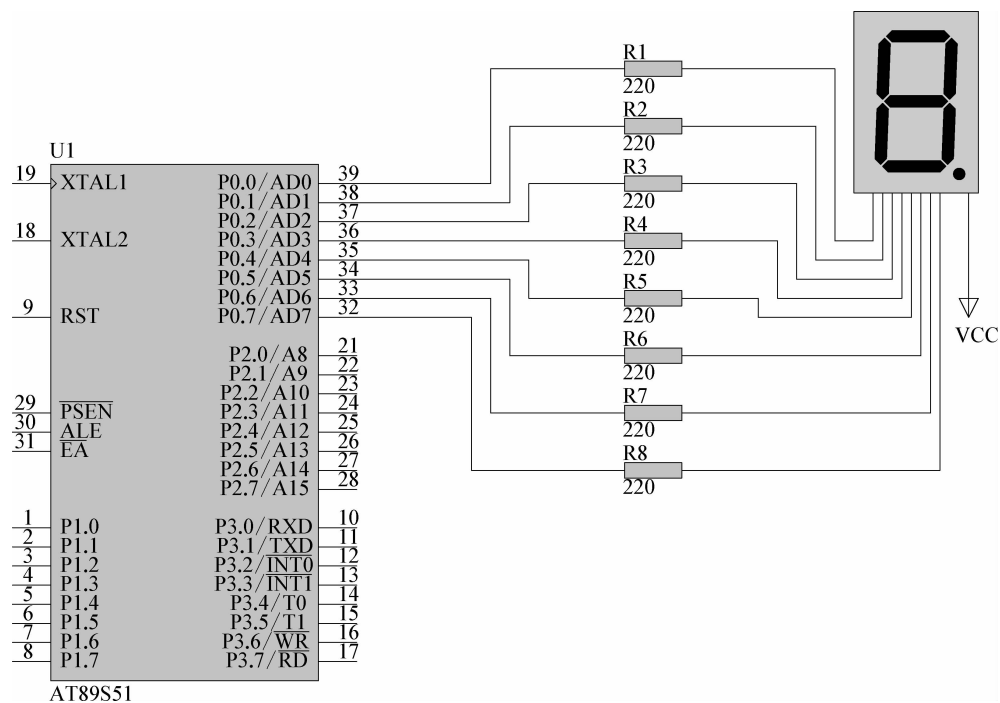 U1
19 XTAL1
18 XTAL2
9 RST
29 PSEN
30 ALE
31 EA
1 P1.0
2 P1.1
3 P1.2
4 P1.3
5 P1.4
6 P1.5
7 P1.6
8 P1.7
P0.0/AD0 39
P0.1/AD1 38
P0.2/AD2 37
P0.3/AD3 36
P0.4/AD4 35
P0.5/AD5 34
P0.6/AD6 33
P0.7/AD7 32
P2.0/A8 21
P2.1/A9 22
P2.2/A10 23
P2.3/A11 24
P2.4/A12 25
P2.5/A13 26
P2.6/A14 27
P2.7/A15 28
P3.0/RXD 10
P3.1/TXD 11
P3.2/INT0 12
P3.3/INT1 13
P3.4/T0 14
P3.5/T1 15
P3.6/WR 16
P3.7/RD 17
AT89S51
R1
220
R2
220
R3
220
R4
220
R5
220
R6
220
R7
220
R8
220
VCC